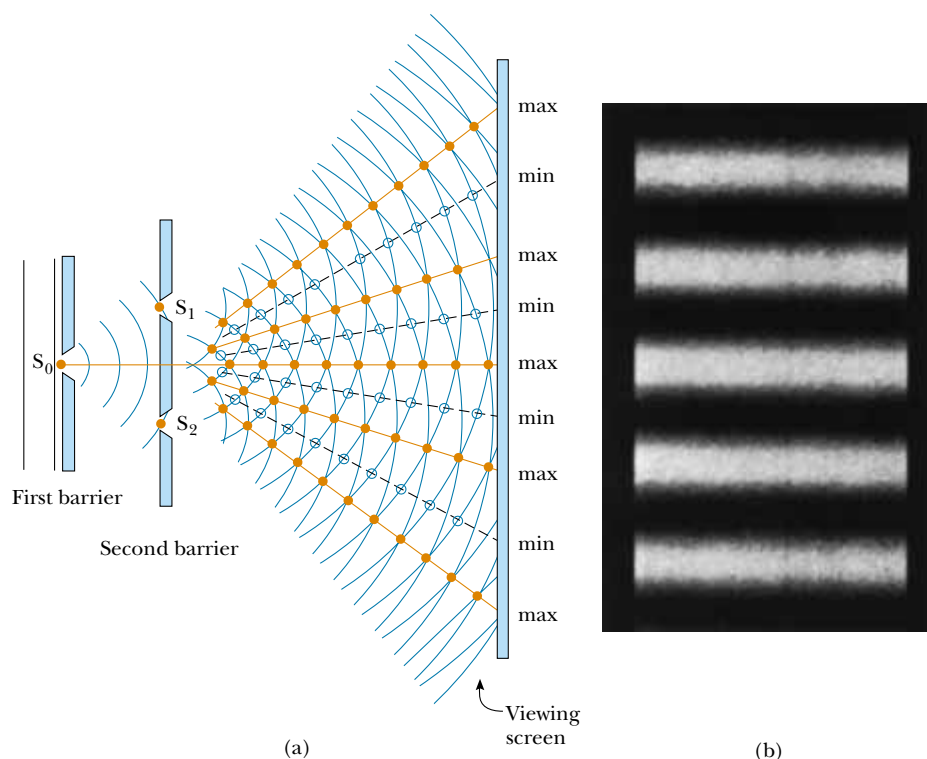 max
min
max
min
max
min
max
min
max
S1
S0
S2
First barrier
Second barrier
Viewing
screen
(a)
(b)